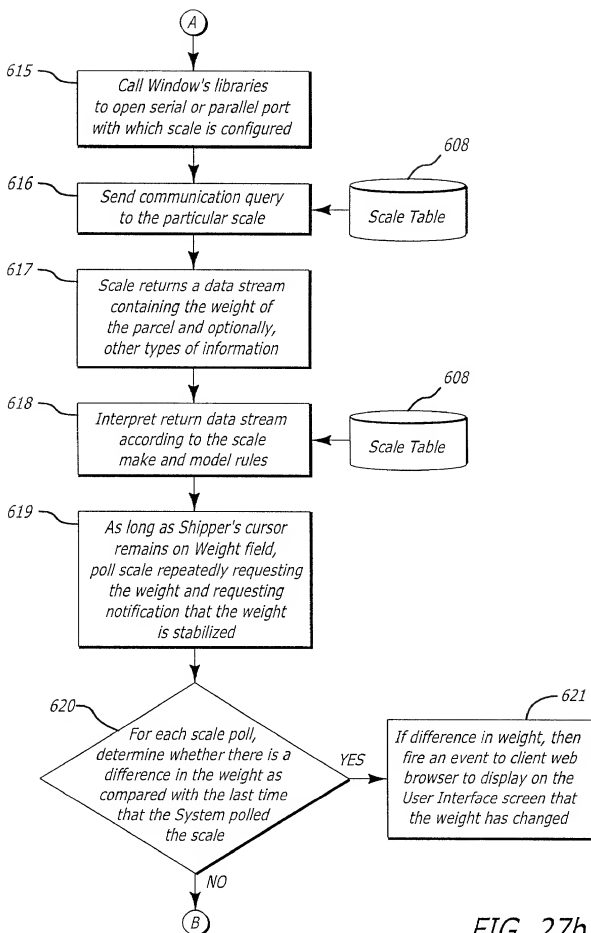 A
615
Call Window's libraries
to open serial or parallel port
with which scale is configured
608
616
Send communication query
to the particular scale
Scale Table
617
Scale returns a data stream
containing the weight of
the parcel and optionally,
other types of information
608
618
Interpret return data stream
according to the scale
make and model rules
Scale Table
619
As long as Shipper's cursor
remains on Weight field,
poll scale repeatedly requesting
the weight and requesting
notification that the weight
is stabilized
620
For each scale poll,
determine whether there is a
difference in the weight as
compared with the last time
that the System polled
the scale
YES
621
If difference in weight, then
fire an event to client web
browser to display on the
User Interface screen that
the weight has changed
NO
B
FIG. 27b